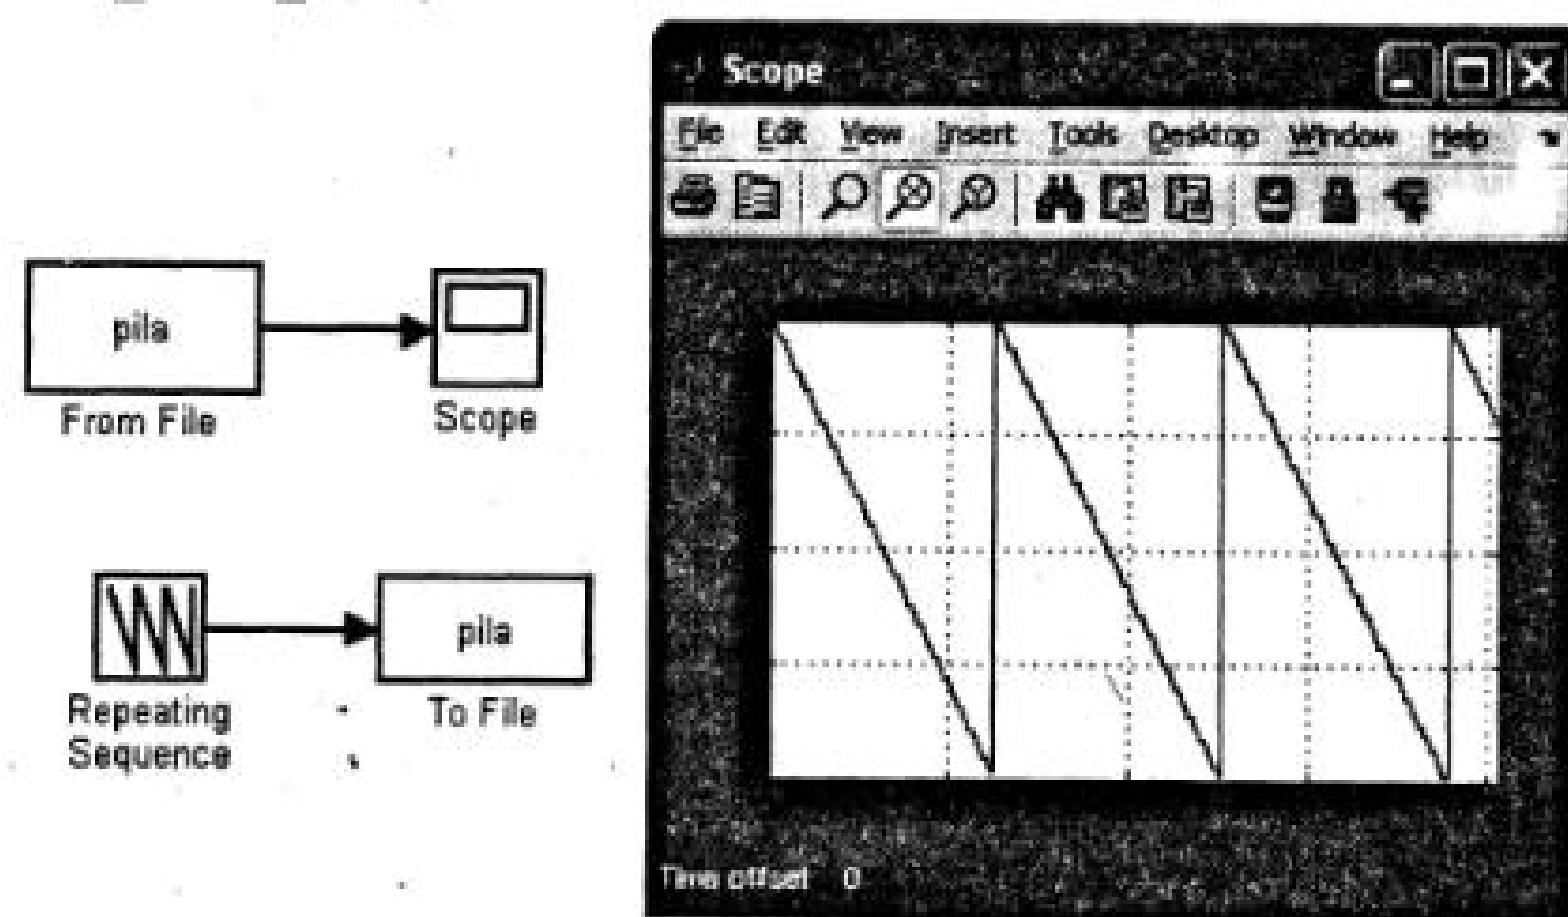 pila
From File
Scope
Repeating
Sequence
pila
To File
Scope
File Edit View Insert Tools Desktop Window Help
Time offset 0